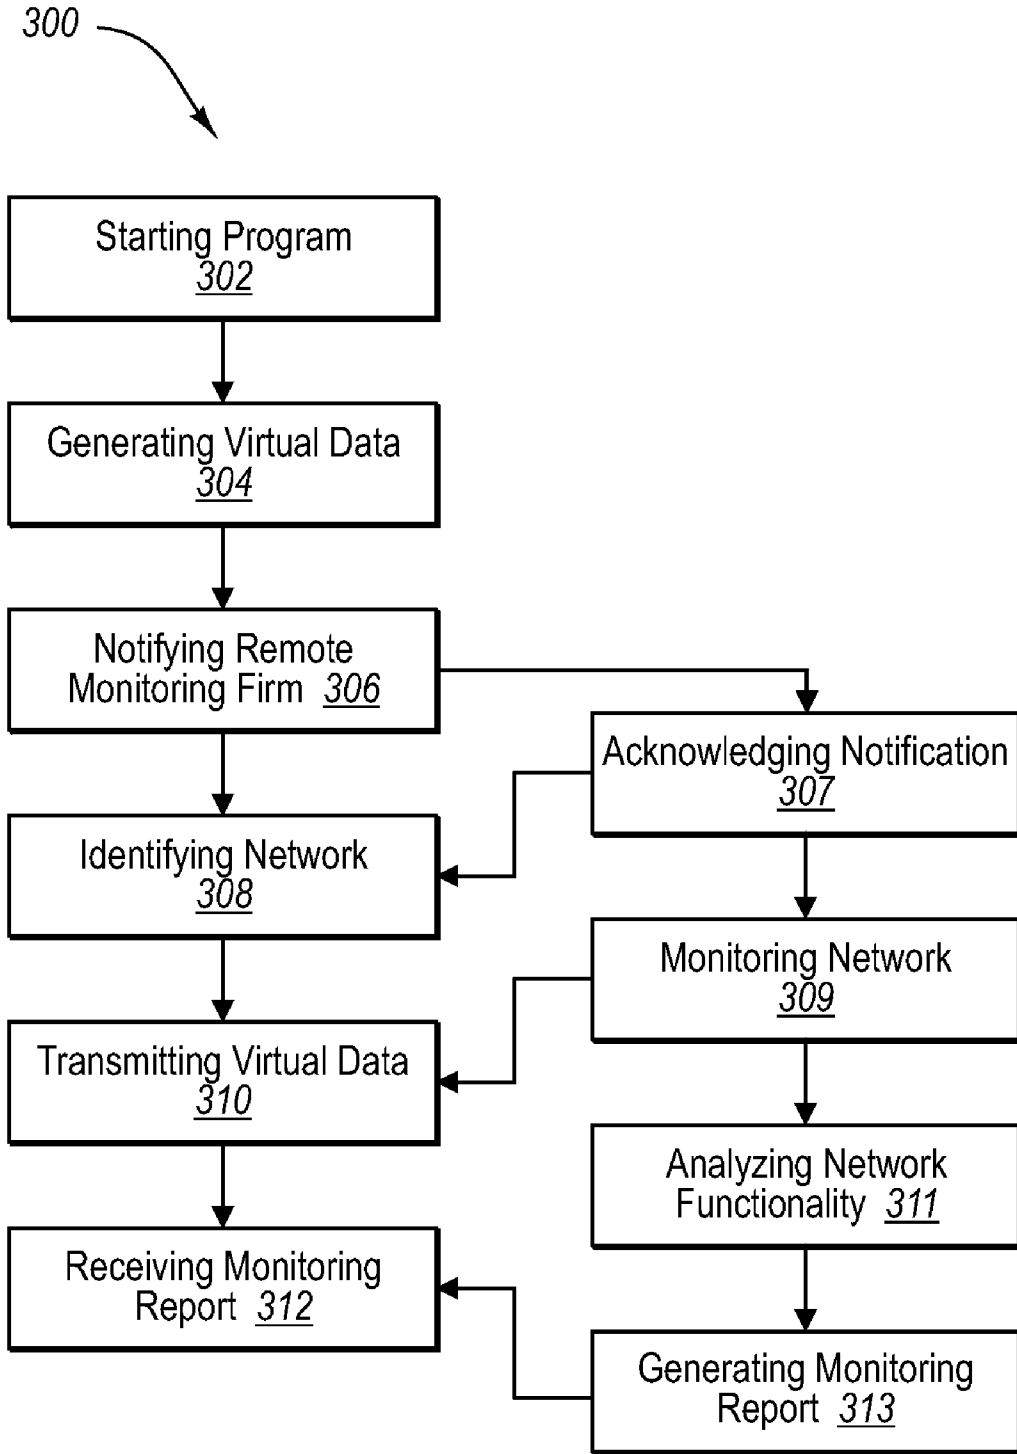 300
Starting Program
302
Generating Virtual Data
304
Notifying Remote
Monitoring Firm 306
Acknowledging Notification
307
Identifying Network
308
Monitoring Network
309
Transmitting Virtual Data
310
Analyzing Network
Functionality 311
Receiving Monitoring
Report 312
Generating Monitoring
Report 313